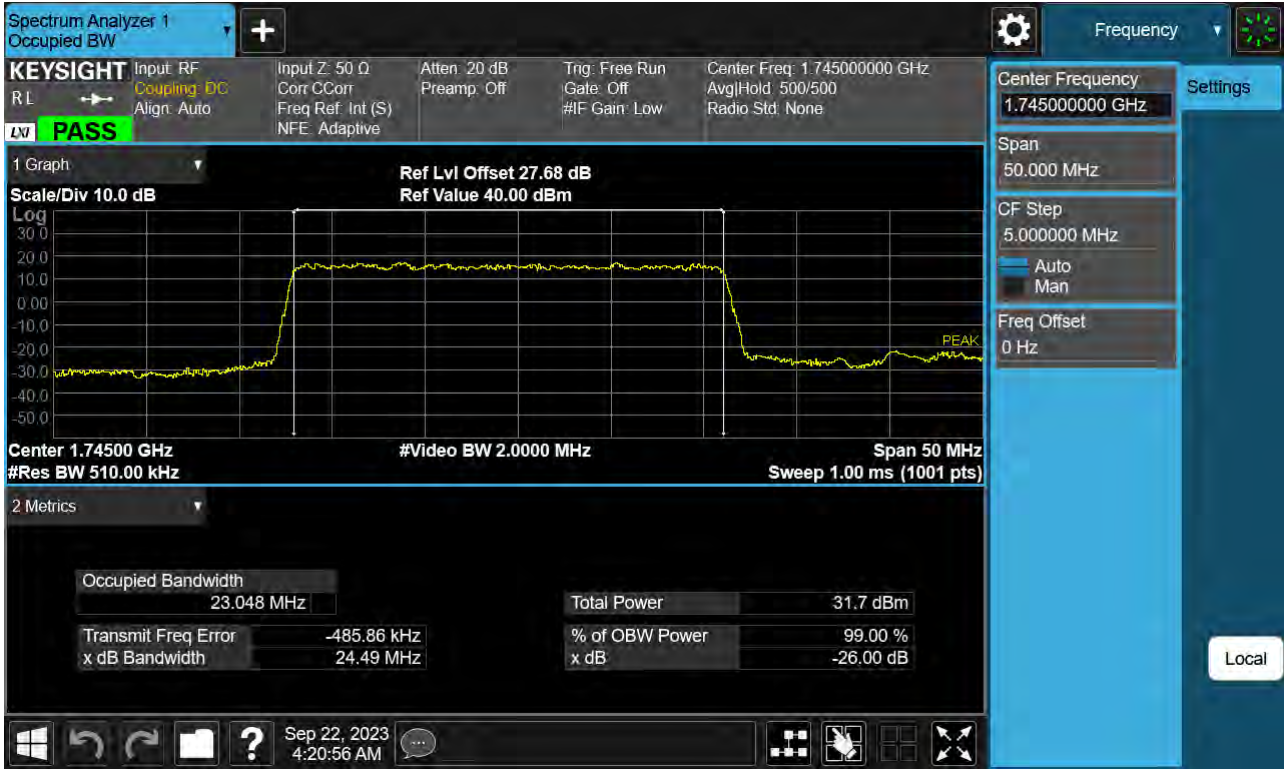 Spectrum Analyzer 1
Occupied BW
Frequency
KEYSIGHT
RL
LXI PASS
Input: RF
Coupling: DC
Align: Auto
Input Z: 50 Ω
Corr CCorr
Freq Ref: Int (S)
NFE: Adaptive
Atten: 20 dB
Preamp: Off
Trig: Free Run
Gate: Off
#IF Gain: Low
Center Freq: 1.745000000 GHz
Avg|Hold: 500/500
Radio Std: None
1 Graph
Scale/Div 10.0 dB
Ref Lvl Offset 27.68 dB
Ref Value 40.00 dBm
Log
30.0
20.0
10.0
0.00
-10.0
-20.0
-30.0
-40.0
-50.0
PEAK
Center 1.74500 GHz
#Video BW 2.0000 MHz
Span 50 MHz
#Res BW 510.00 kHz
Sweep 1.00 ms (1001 pts)
2 Metrics
Occupied Bandwidth
23.048 MHz
Total Power 31.7 dBm
Transmit Freq Error -485.86 kHz
% of OBW Power 99.00 %
x dB Bandwidth 24.49 MHz
x dB -26.00 dB
Center Frequency
1.745000000 GHz
Span
50.000 MHz
CF Step
5.000000 MHz
Auto
Man
Freq Offset
0 Hz
Settings
Local
?
Sep 22, 2023
4:20:56 AM